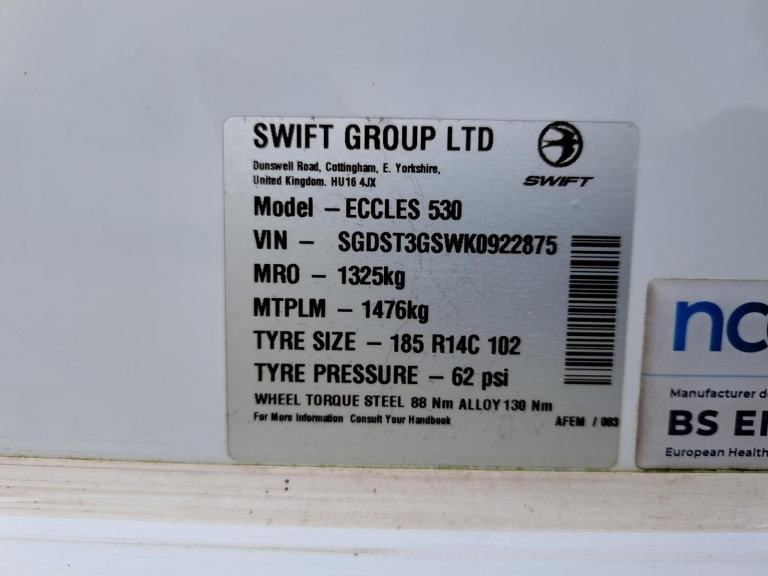 SWIFT GROUP LTD
SWIFT
Dunswell Road, Cottingham, E. Yorkshire,
United Kingdom. HU16 4JX
Model – ECCLES 530
VIN – SGDST3GSWK0922875
MRO – 1325kg
MTPLM – 1476kg
TYRE SIZE – 185 R14C 102
TYRE PRESSURE – 62 psi
WHEEL TORQUE STEEL 88 Nm ALLOY 130 Nm
For More Information Consult Your Handbook
AFEM / 003
nc
Manufacturer d
BS E
European Health